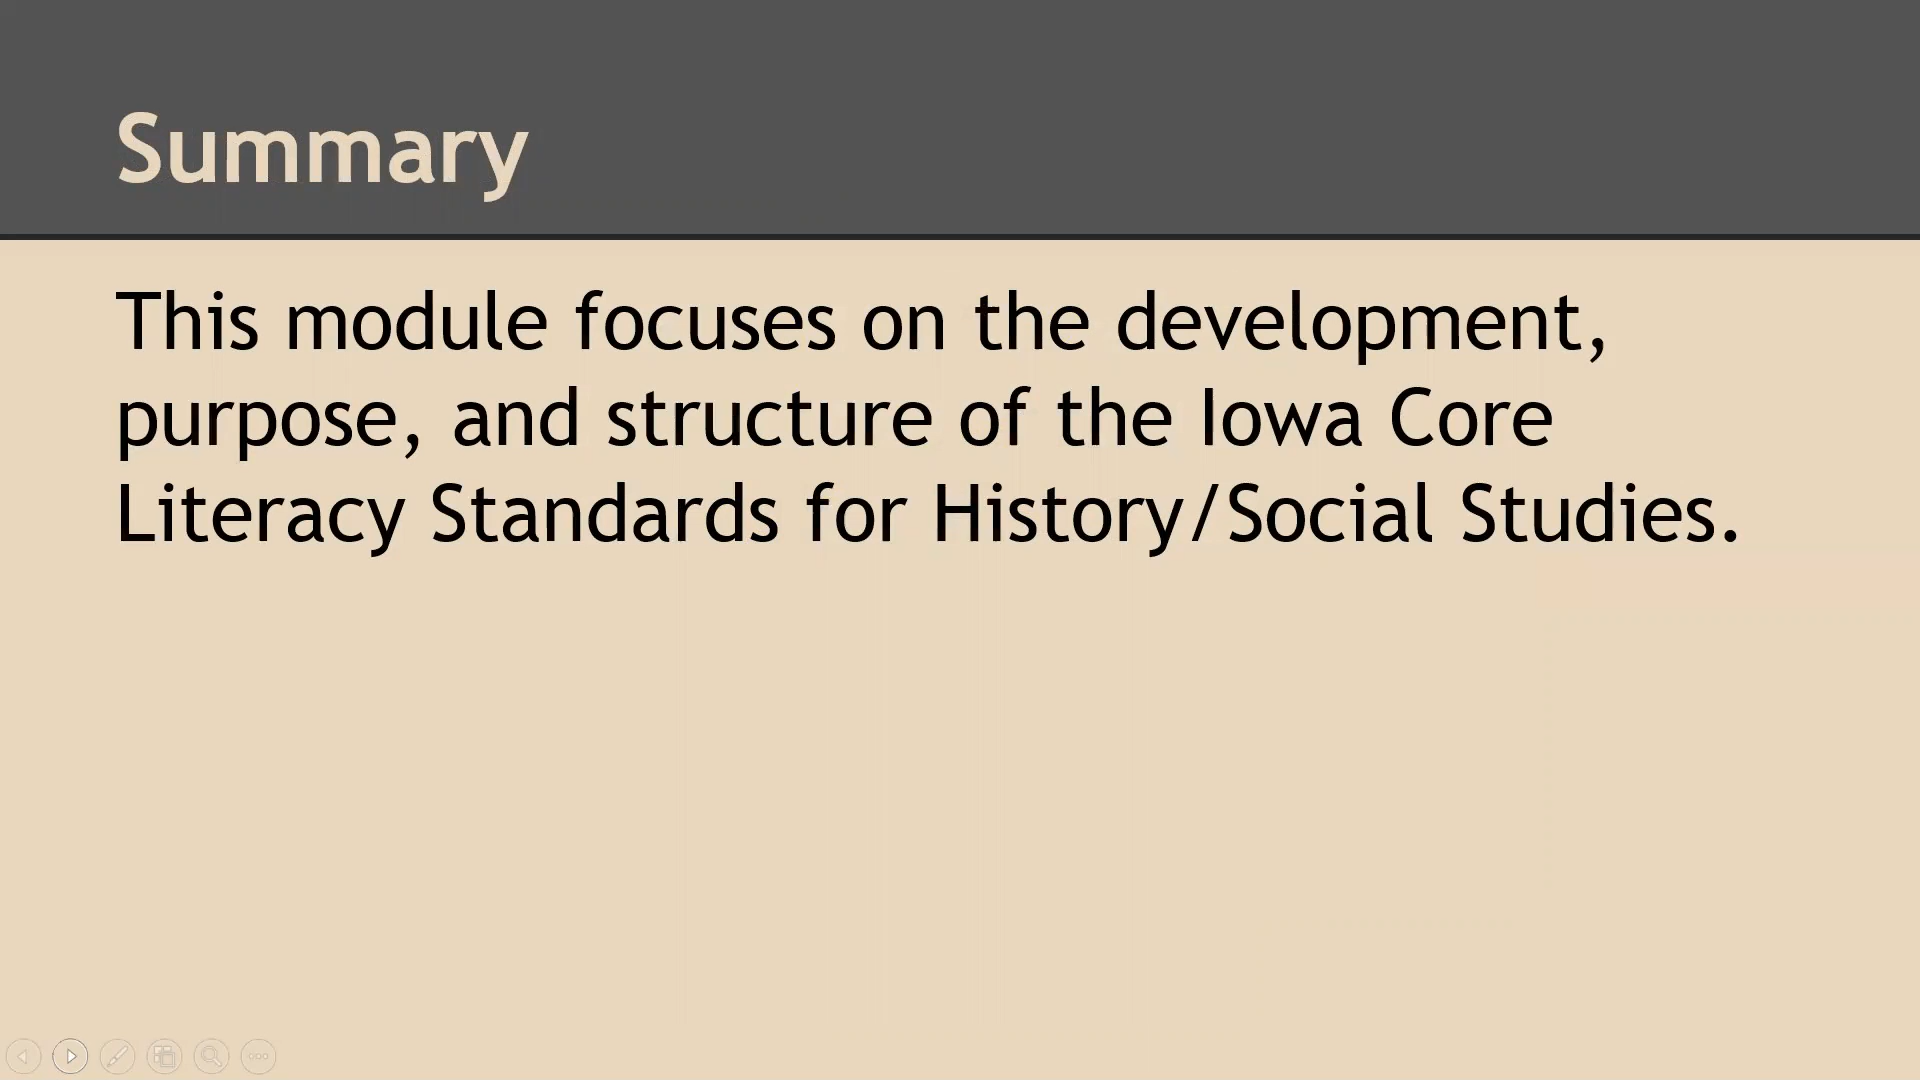 Summary
This module focuses on the development,
purpose, and structure of the Iowa Core
Literacy Standards for History/Social Studies.